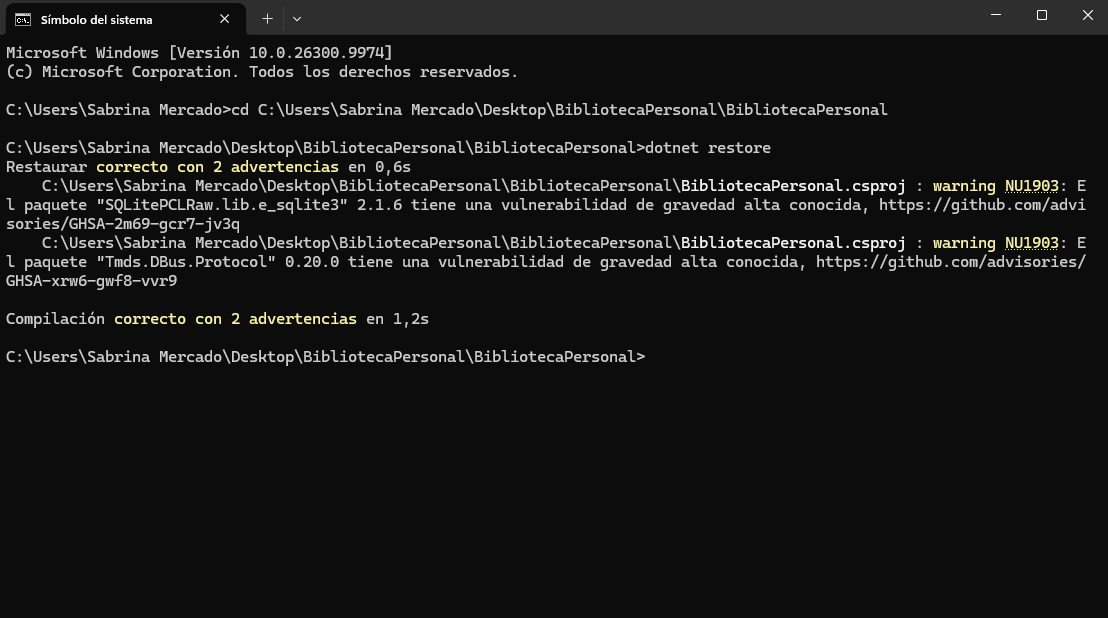 Símbolo del sistema
Microsoft Windows [Versión 10.0.26300.9974]
(c) Microsoft Corporation. Todos los derechos reservados.
C:\Users\Sabrina Mercado>cd C:\Users\Sabrina Mercado\Desktop\BibliotecaPersonal\BibliotecaPersonal
C:\Users\Sabrina Mercado\Desktop\BibliotecaPersonal\BibliotecaPersonal>dotnet restore
Restaurar correcto con 2 advertencias en 0,6s
    C:\Users\Sabrina Mercado\Desktop\BibliotecaPersonal\BibliotecaPersonal\BibliotecaPersonal.csproj : warning NU1903: E
l paquete "SQLitePCLRaw.lib.e_sqlite3" 2.1.6 tiene una vulnerabilidad de gravedad alta conocida, https://github.com/advi
sories/GHSA-2m69-gcr7-jv3q
    C:\Users\Sabrina Mercado\Desktop\BibliotecaPersonal\BibliotecaPersonal\BibliotecaPersonal.csproj : warning NU1903: E
l paquete "Tmds.DBus.Protocol" 0.20.0 tiene una vulnerabilidad de gravedad alta conocida, https://github.com/advisories/
GHSA-xrw6-gwf8-vvr9
Compilación correcto con 2 advertencias en 1,2s
C:\Users\Sabrina Mercado\Desktop\BibliotecaPersonal\BibliotecaPersonal>